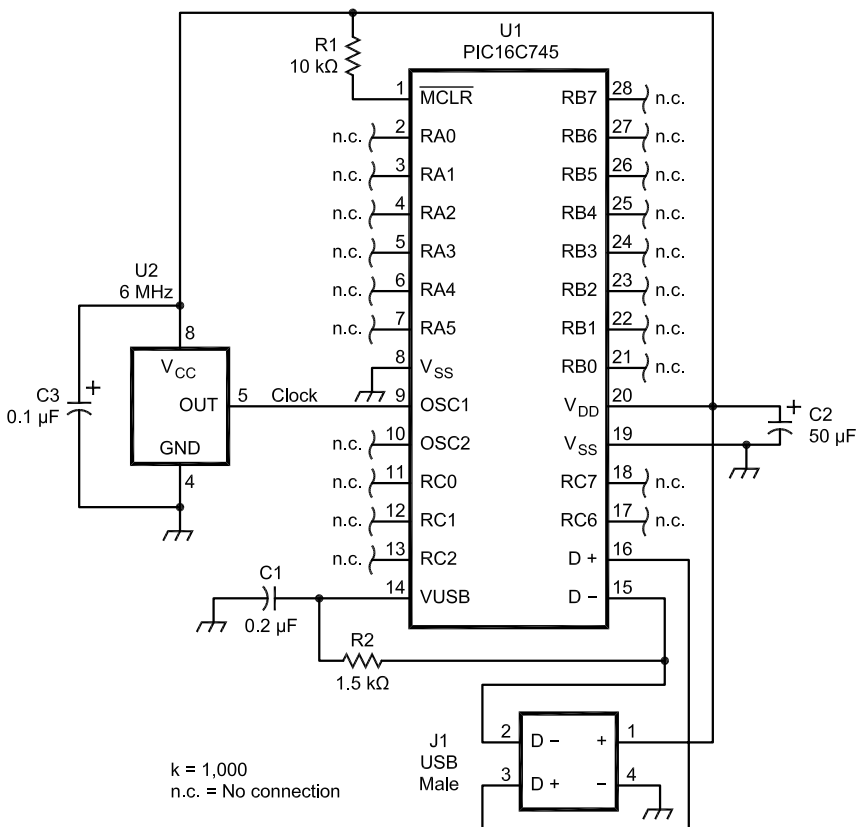 U1
PIC16C745
R1
10 kΩ
1 MCLR RB7 28 n.c.
n.c. 2 RA0 RB6 27 n.c.
n.c. 3 RA1 RB5 26 n.c.
n.c. 4 RA2 RB4 25 n.c.
n.c. 5 RA3 RB3 24 n.c.
n.c. 6 RA4 RB2 23 n.c.
n.c. 7 RA5 RB1 22 n.c.
8 VSS RB0 21 n.c.
9 OSC1 VDD 20
n.c. 10 OSC2 VSS 19
n.c. 11 RC0 RC7 18 n.c.
n.c. 12 RC1 RC6 17 n.c.
n.c. 13 RC2 D + 16
14 VUSB D − 15
U2
6 MHz
8
VCC
OUT 5 Clock
GND
4
C3 +
0.1 µF
+ C2
50 µF
C1
0.2 µF
R2
1.5 kΩ
J1
USB
Male
2 D − + 1
3 D + − 4
k = 1,000
n.c. = No connection